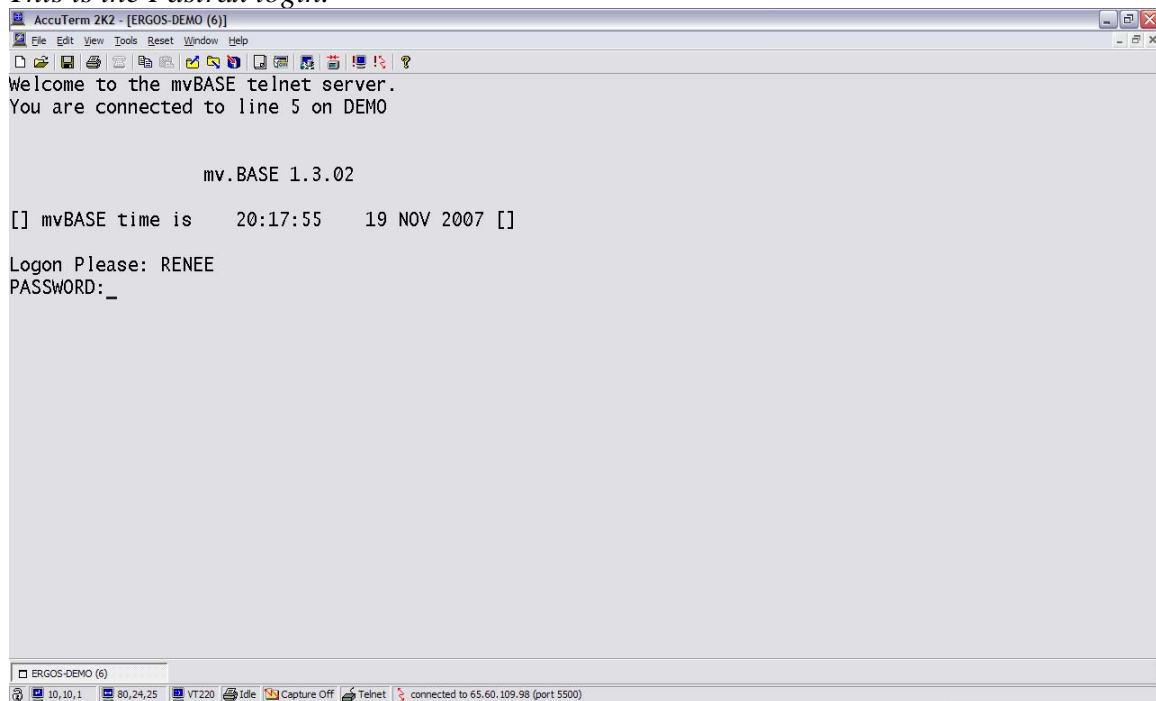 This is the Fastrax login.
AccuTerm 2K2 - [ERGOS-DEMO (6)]
File Edit View Tools Reset Window Help
Welcome to the mvBASE telnet server.
You are connected to line 5 on DEMO
mv.BASE 1.3.02
[] mvBASE time is 20:17:55 19 NOV 2007 []
Logon Please: RENEE
PASSWORD:_
ERGOS-DEMO (6)
10,10,1 80,24,25 VT220 Idle Capture Off Telnet connected to 65.60.109.98 (port 5500)